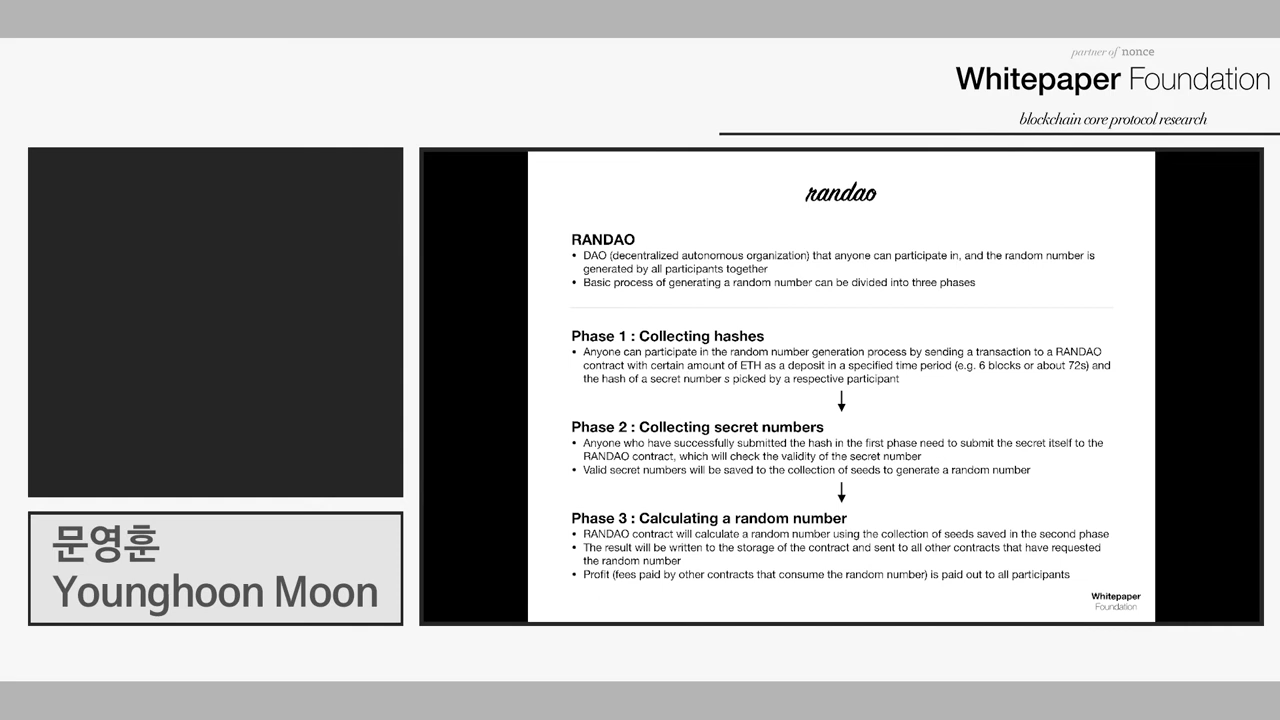 partner of nonce
Whitepaper Foundation
blockchain core protocol research
randao
RANDAO
• DAO (decentralized autonomous organization) that anyone can participate in, and the random number is
generated by all participants together
• Basic process of generating a random number can be divided into three phases
Phase 1 : Collecting hashes
• Anyone can participate in the random number generation process by sending a transaction to a RANDAO
contract with certain amount of ETH as a deposit in a specified time period (e.g. 6 blocks or about 72s) and
the hash of a secret number s picked by a respective participant
Phase 2 : Collecting secret numbers
• Anyone who have successfully submitted the hash in the first phase need to submit the secret itself to the
RANDAO contract, which will check the validity of the secret number
• Valid secret numbers will be saved to the collection of seeds to generate a random number
Phase 3 : Calculating a random number
• RANDAO contract will calculate a random number using the collection of seeds saved in the second phase
• The result will be written to the storage of the contract and sent to all other contracts that have requested
the random number
• Profit (fees paid by other contracts that consume the random number) is paid out to all participants
Whitepaper
Foundation
문영훈
Younghoon Moon